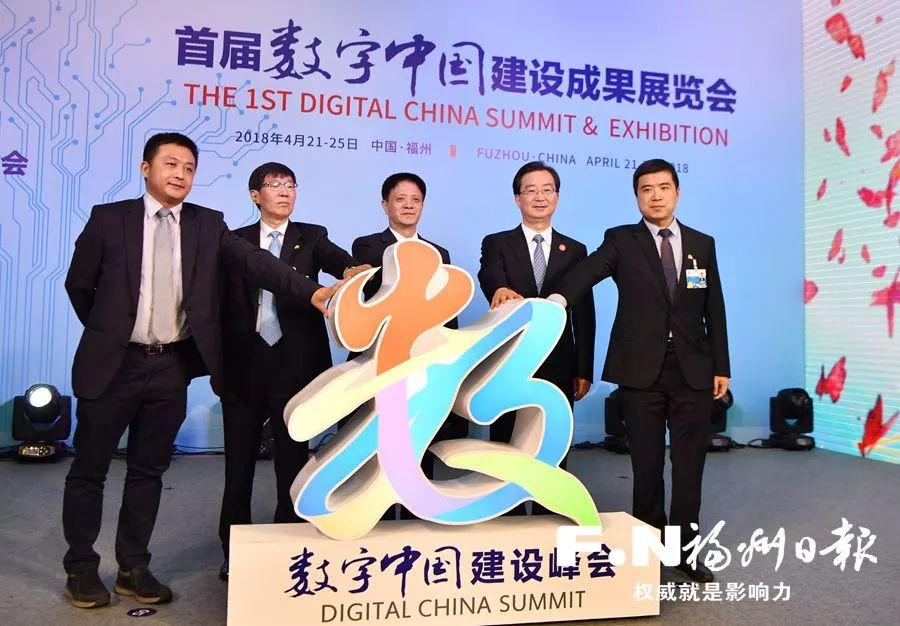 首届数字中国建设成果展览会
THE 1ST DIGITAL CHINA SUMMIT & EXHIBITION
2018年4月21-25日 中国·福州
FUZHOU·CHINA APRIL 21
018
会
数
数字中国建设峰会
DIGITAL CHINA SUMMIT
F.N福州日报
权威就是影响力